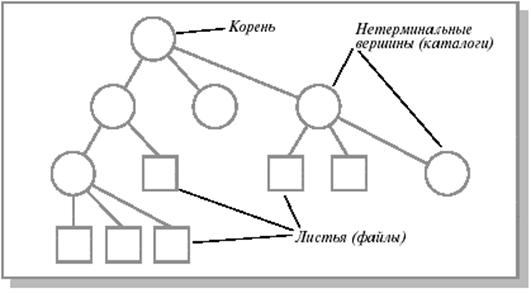 Корень
Нетерминальные
вершины (каталоги)
Листья (файлы)